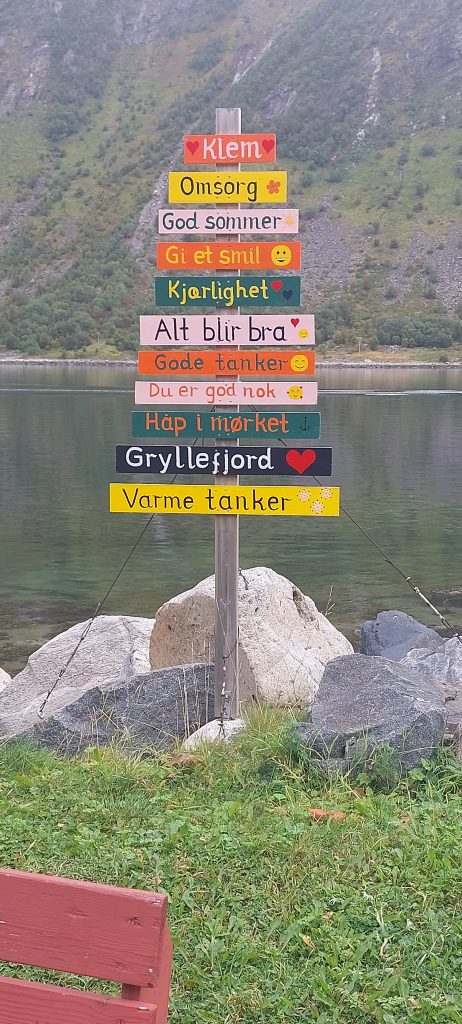 Klem
Omsorg
God sommer
Gi et smil
Kjærlighet
Alt blir bra
Gode tanker
Du er god nok
Håp i mørket
Gryllefjord
Varme tanker